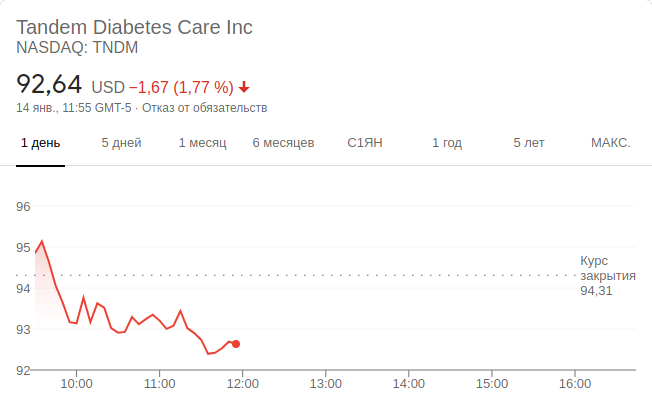 Tandem Diabetes Care Inc
NASDAQ: TNDM
92,64 USD −1,67 (1,77 %)
14 янв., 11:55 GMT-5 · Отказ от обязательств
1 день 5 дней 1 месяц 6 месяцев С1ЯН 1 год 5 лет МАКС.
96
95
Курс
закрытия
94,31
94
93
92
10:00 11:00 12:00 13:00 14:00 15:00 16:00